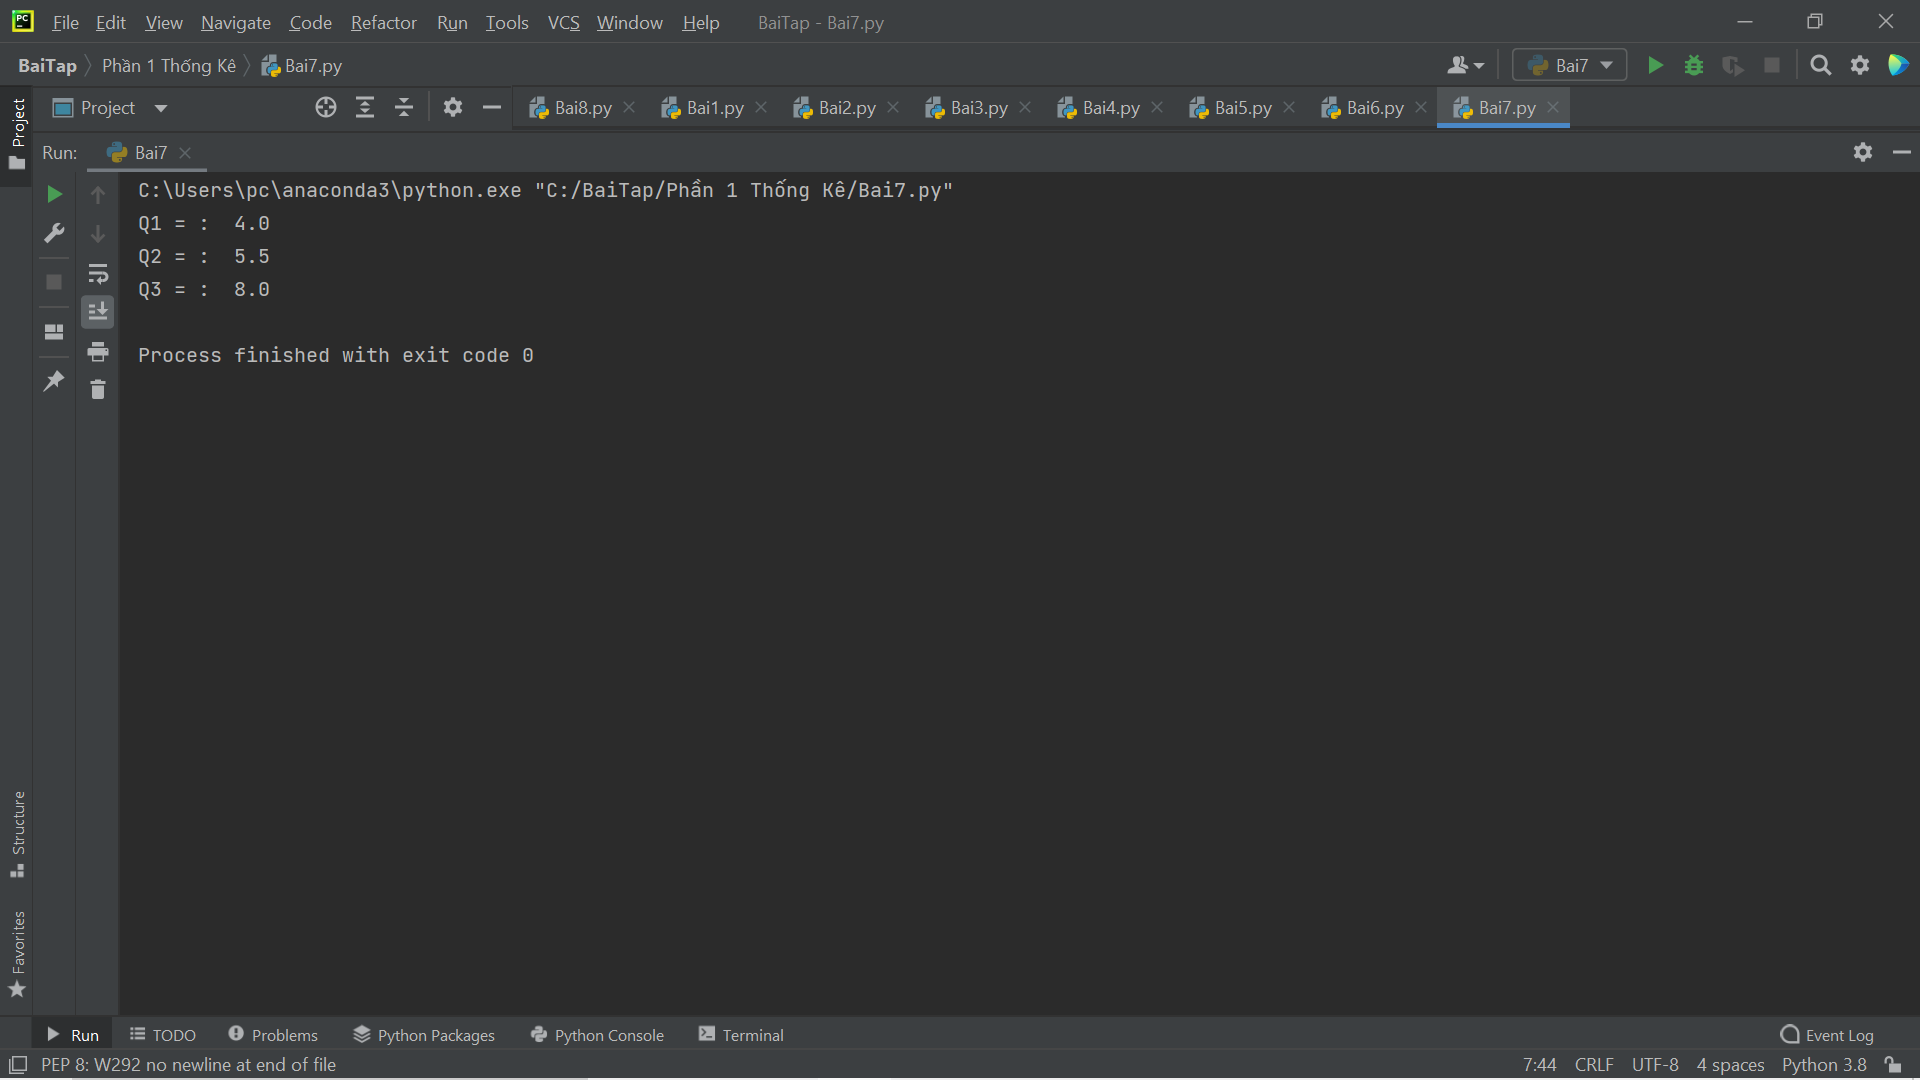 File Edit View Navigate Code Refactor Run Tools VCS Window Help BaiTap - Bai7.py
BaiTap Phần 1 Thống Kê Bai7.py Bai7
Project Bai8.py Bai1.py Bai2.py Bai3.py Bai4.py Bai5.py Bai6.py Bai7.py
Project
Run: Bai7
C:\Users\pc\anaconda3\python.exe "C:/BaiTap/Phần 1 Thống Kê/Bai7.py"
Q1 = :  4.0
Q2 = :  5.5
Q3 = :  8.0
Process finished with exit code 0
Structure
Favorites
Run TODO Problems Python Packages Python Console Terminal Event Log
PEP 8: W292 no newline at end of file 7:44 CRLF UTF-8 4 spaces Python 3.8